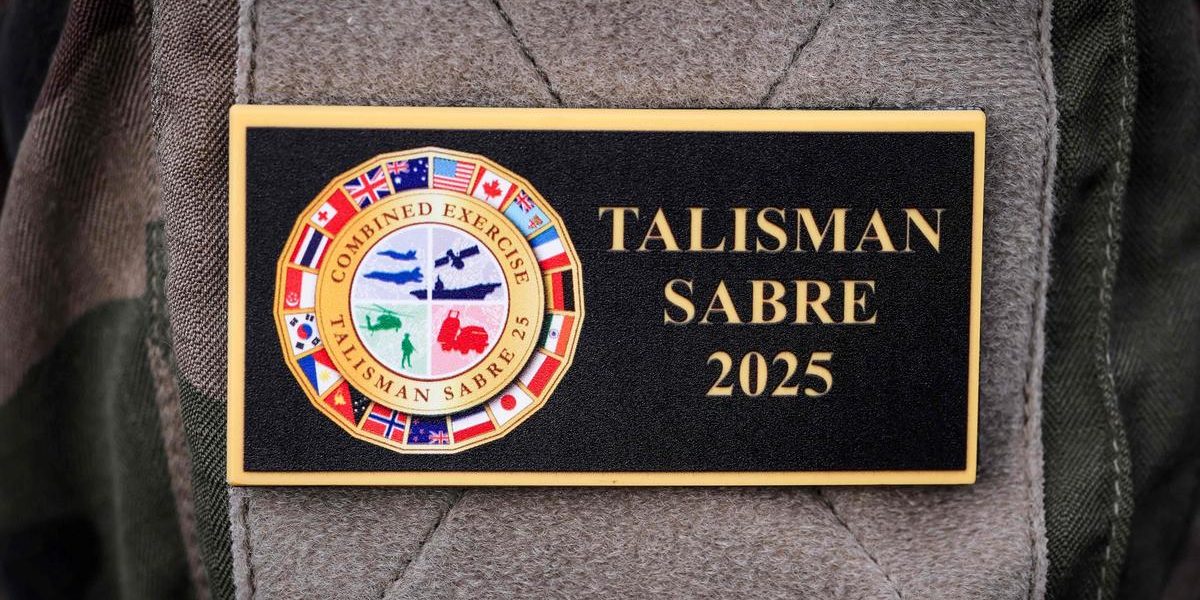 COMBINED EXERCISE
TALISMAN SABRE 25
TALISMAN
SABRE
2025